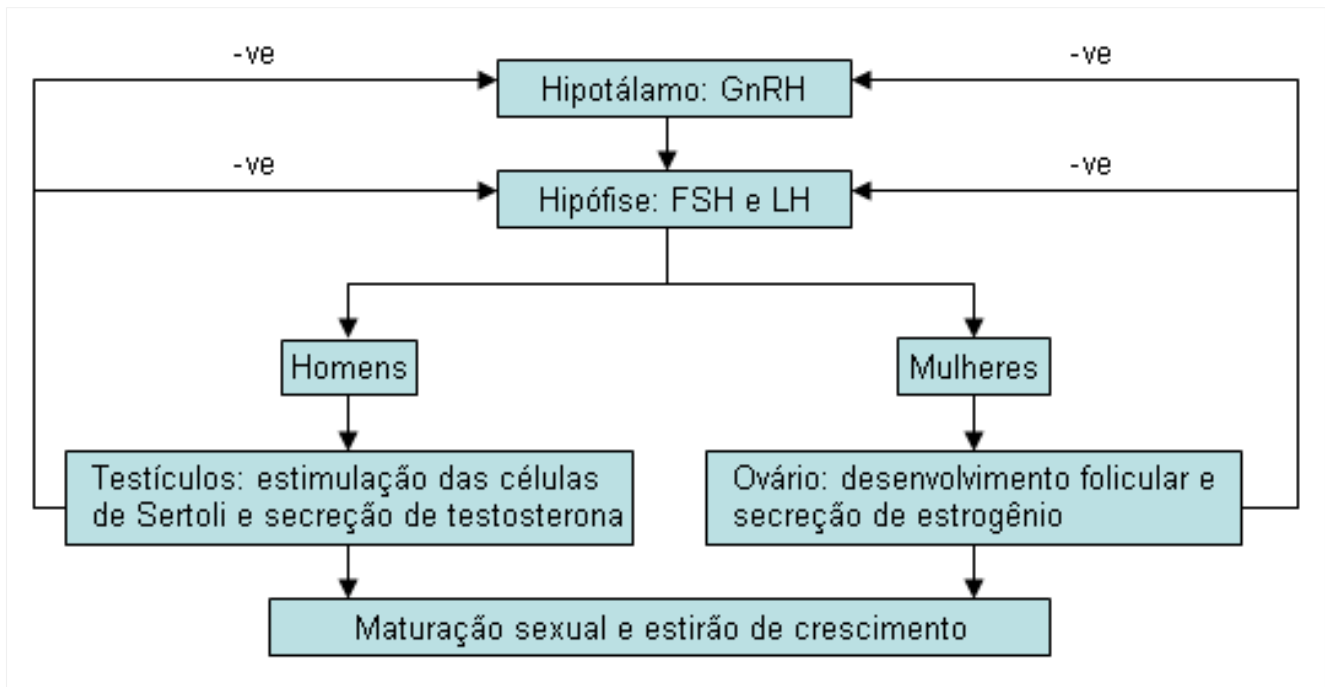 -ve
-ve
Hipotálamo: GnRH
-ve
-ve
Hipófise: FSH e LH
Homens
Mulheres
Testículos: estimulação das células
de Sertoli e secreção de testosterona
Ovário: desenvolvimento folicular e
secreção de estrogênio
Maturação sexual e estirão de crescimento